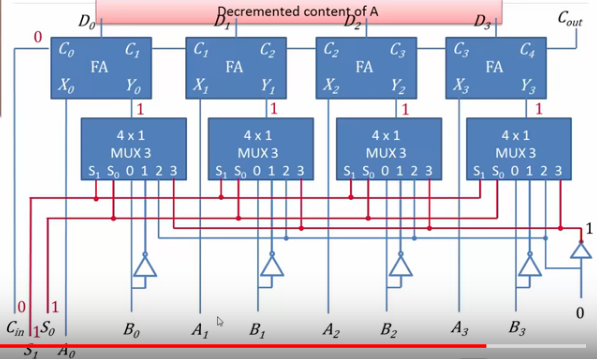 Decremented content of A
D0 D1 D2 D3 Cout
0
C0 C1 C1 C2 C2 C3 C3 C4
FA FA FA FA
X0 Y0 X1 Y1 X2 Y2 X3 Y3
1 1 1 1
4 x 1 4 x 1 4 x 1 4 x 1
MUX 3 MUX 3 MUX 3 MUX 3
S1 S0 0 1 2 3 S1 S0 0 1 2 3 S1 S0 0 1 2 3 S1 S0 0 1 2 3
1
0 1 0
Cin 1 S0 B0 A1 B1 A2 B2 A3 B3
S1 A0